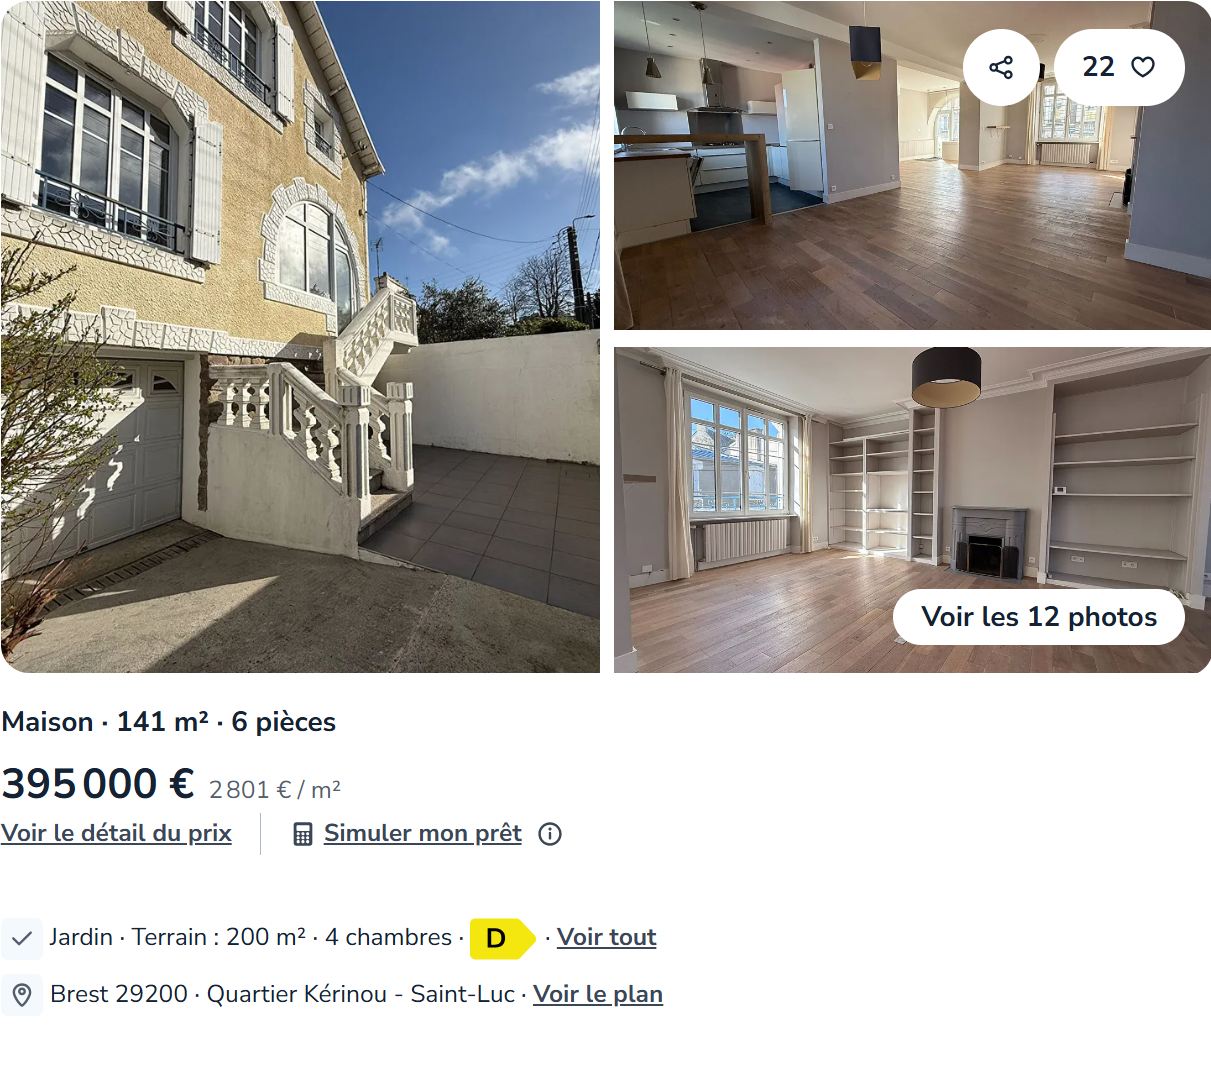 22
Voir les 12 photos
Maison · 141 m² · 6 pièces
395 000 € 2 801 € / m²
Voir le détail du prix Simuler mon prêt
Jardin · Terrain : 200 m² · 4 chambres · D · Voir tout
Brest 29200 · Quartier Kérinou - Saint-Luc · Voir le plan